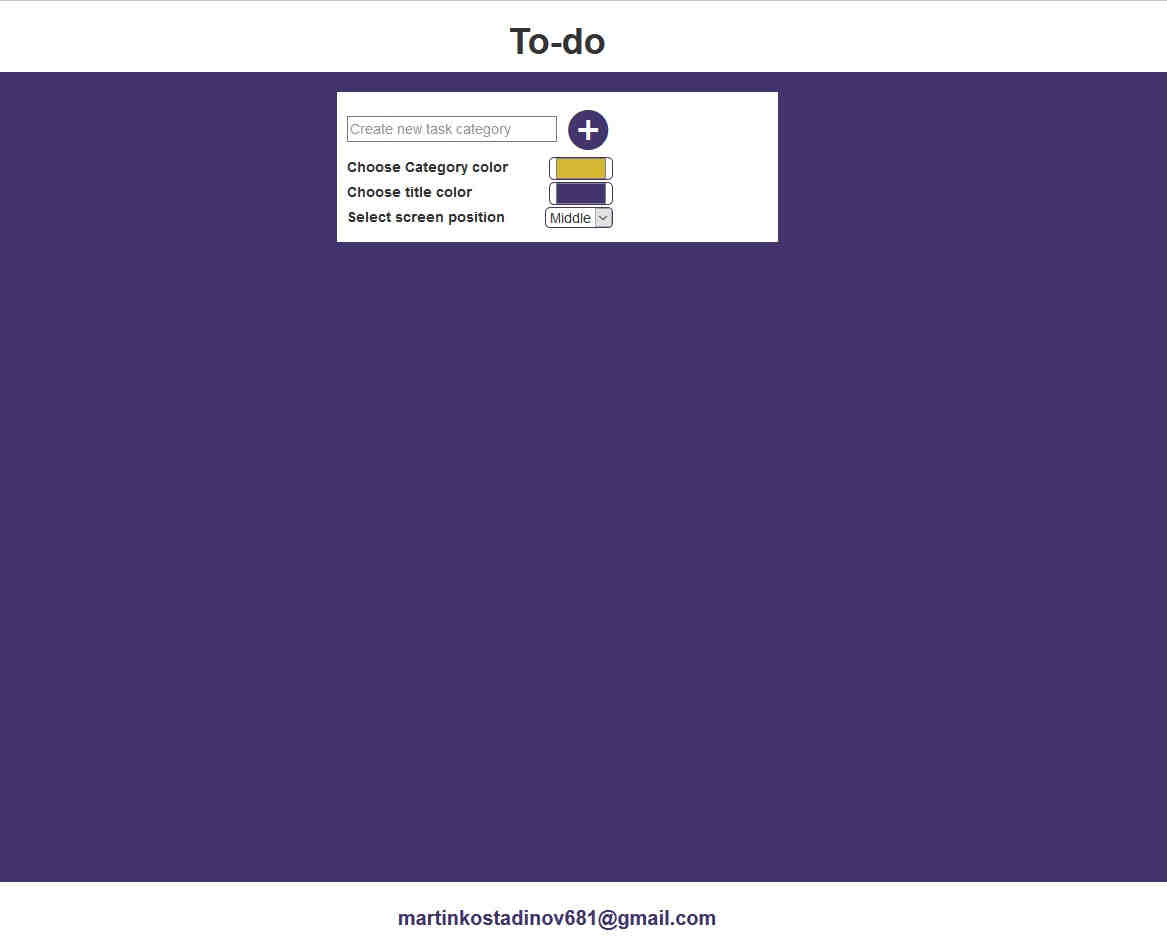 To-do
Create new task category
Choose Category color
Choose title color
Select screen position Middle
martinkostadinov681@gmail.com